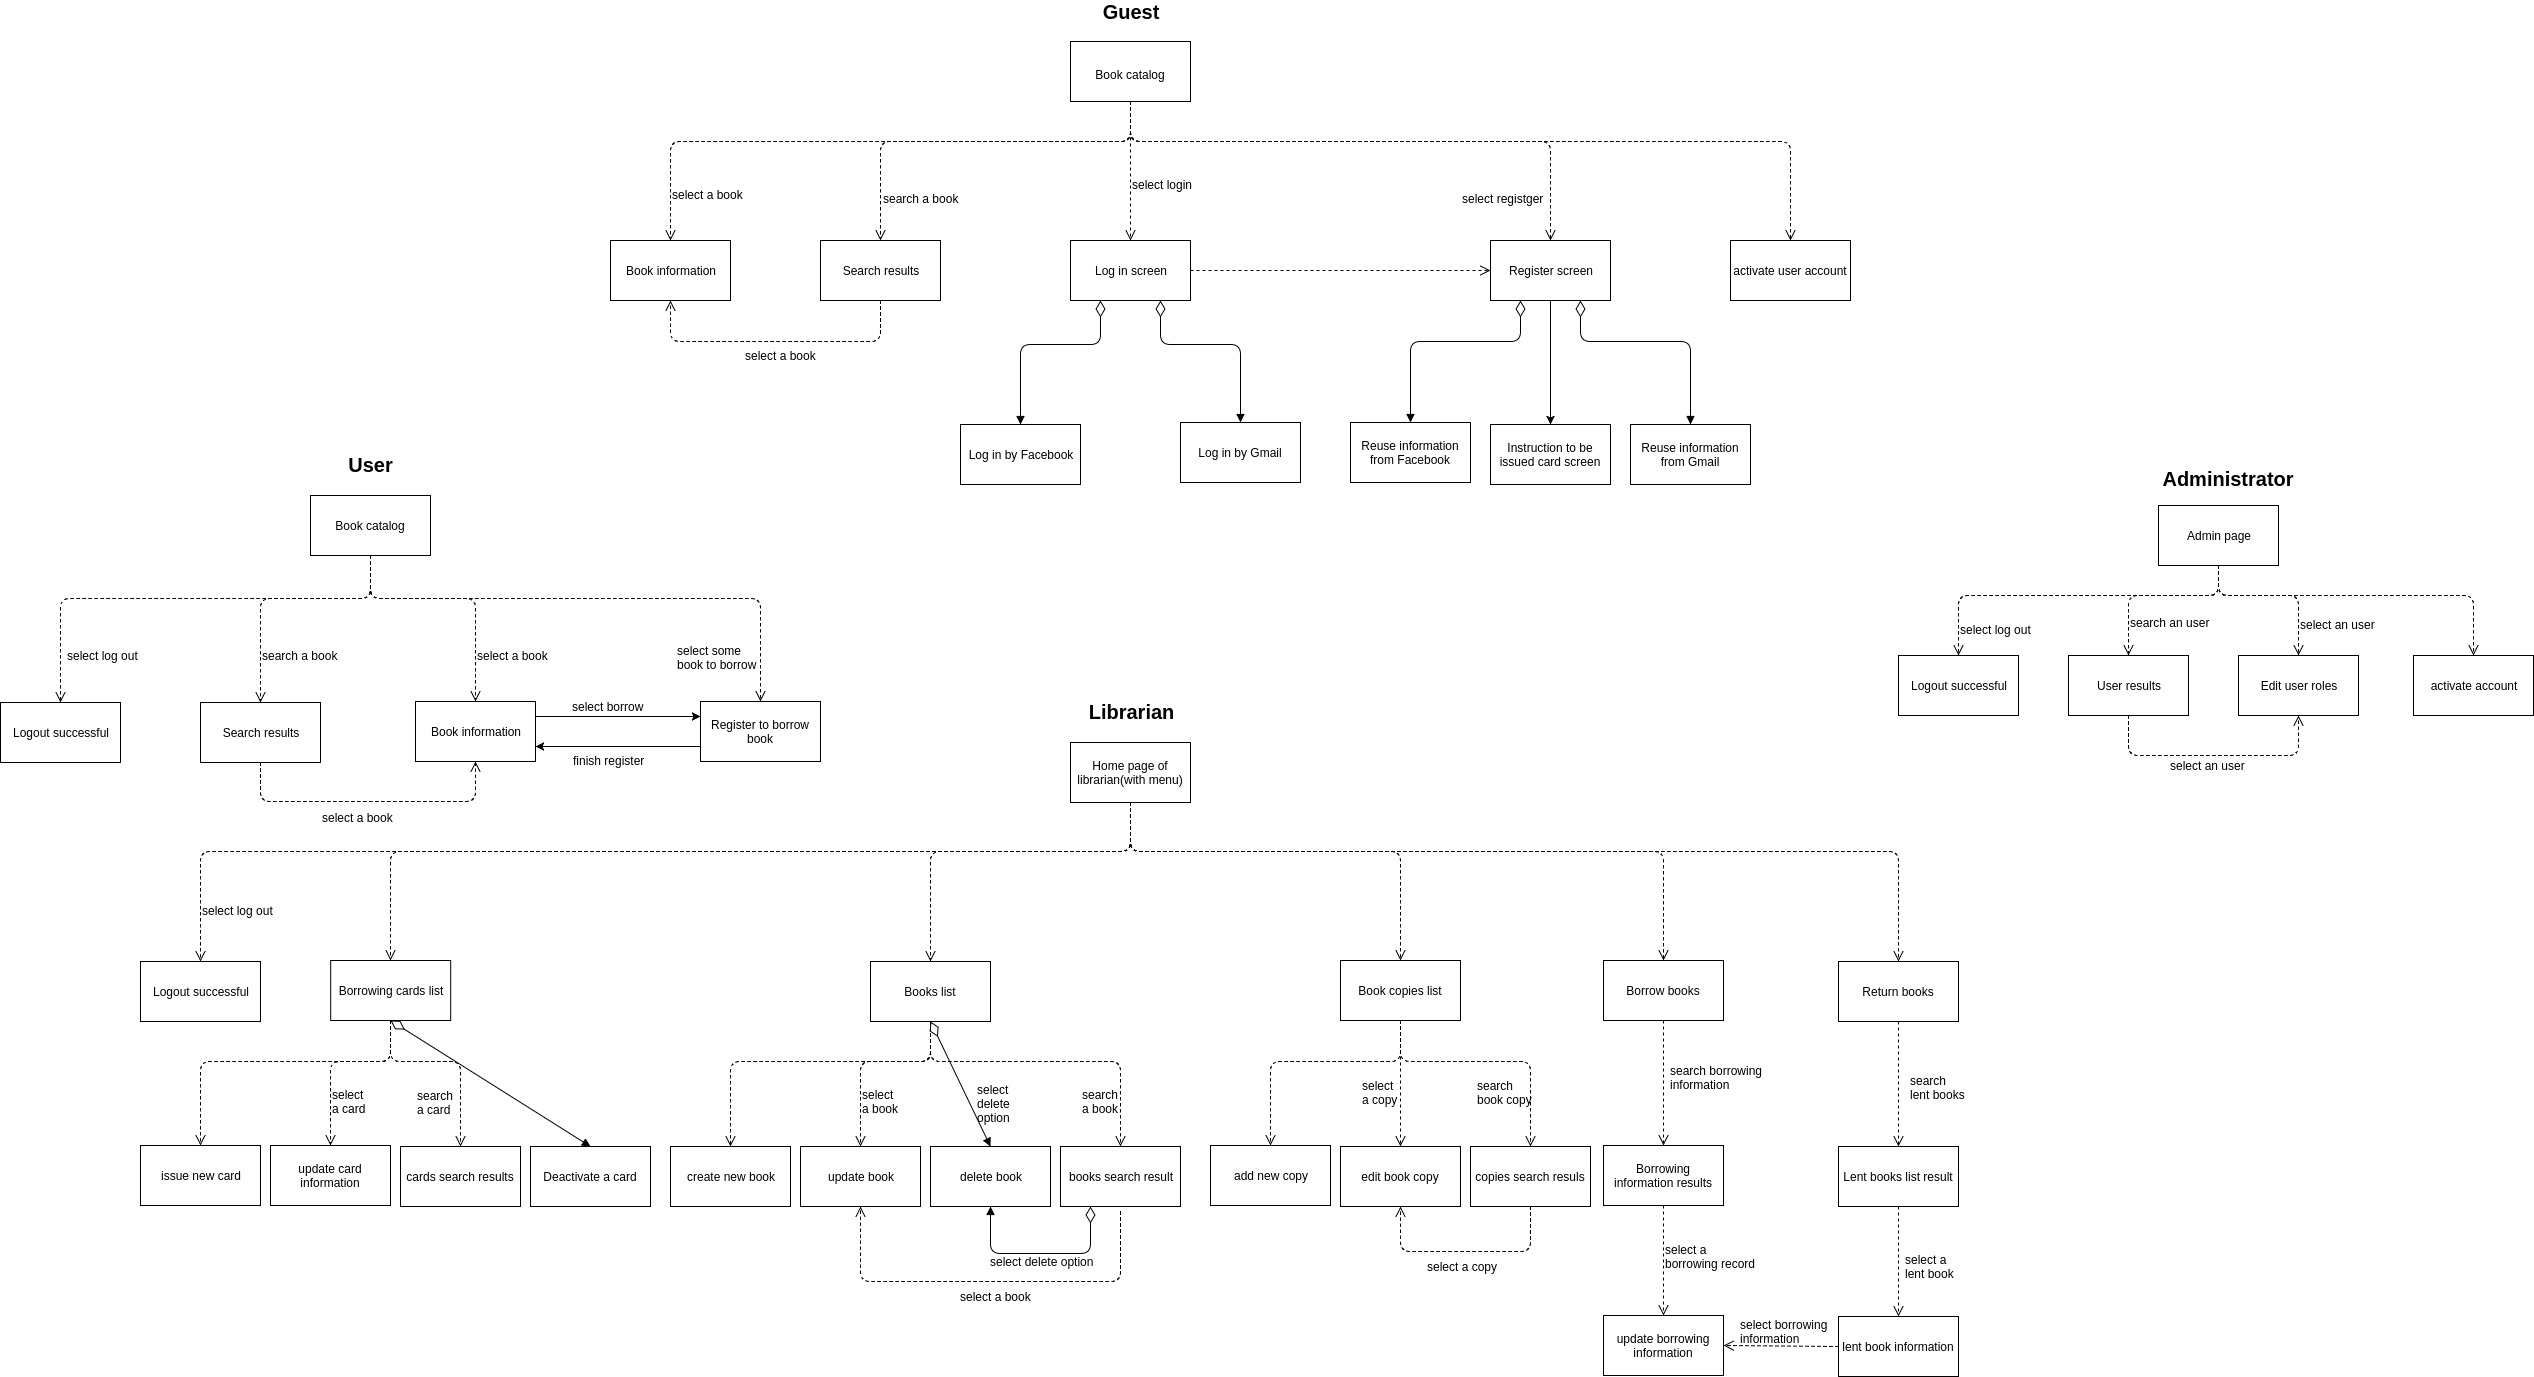 Guest
Book catalog
select a book
search a book
select login
select registger
Book information
Search results
Log in screen
Register screen
activate user account
select a book
Log in by Facebook
Log in by Gmail
Reuse information
from Facebook
Instruction to be
issued card screen
Reuse information
from Gmail
User
Book catalog
select log out
search a book
select a book
select some
book to borrow
Logout successful
Search results
Book information
select borrow
finish register
Register to borrow
book
select a book
Administrator
Admin page
select log out
search an user
select an user
Logout successful
User results
Edit user roles
activate account
select an user
Librarian
Home page of
librarian(with menu)
select log out
Logout successful
Borrowing cards list
Books list
Book copies list
Borrow books
Return books
select
a card
search
a card
select
a book
select
delete
option
search
a book
select
a copy
search
book copy
search borrowing
information
search
lent books
issue new card
update card
information
cards search results
Deactivate a card
create new book
update book
delete book
books search result
add new copy
edit book copy
copies search resuls
Borrowing
information results
Lent books list result
select delete option
select a book
select a copy
select a
borrowing record
select a
lent book
update borrowing
information
select borrowing
information
lent book information